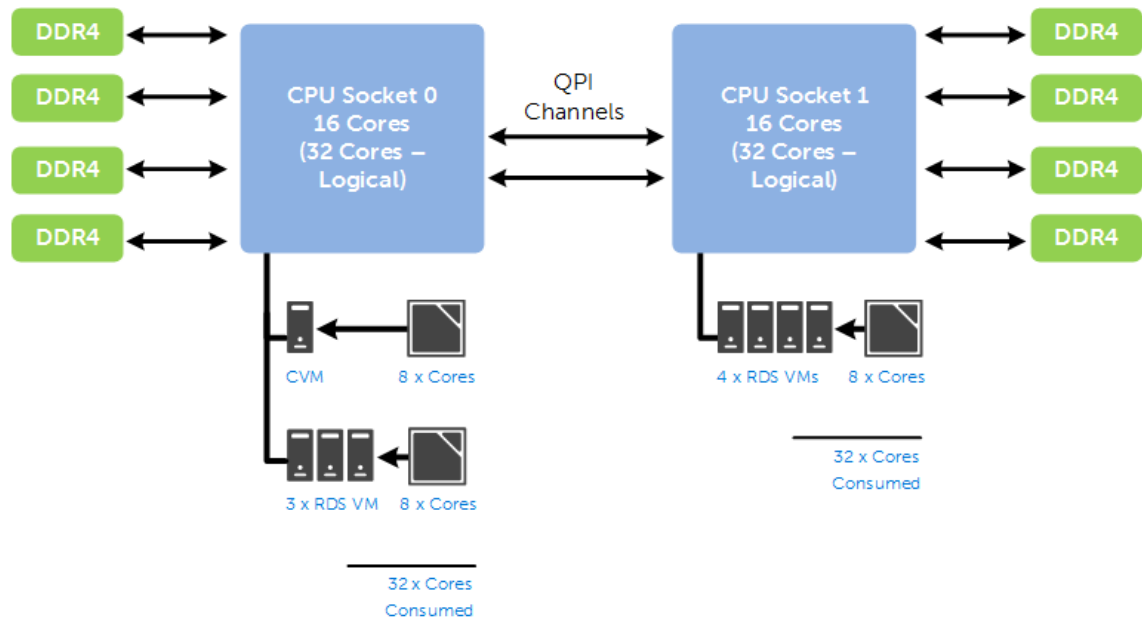 DDR4
DDR4
DDR4
DDR4
CPU Socket 0
16 Cores
(32 Cores –
Logical)
QPI
Channels
CPU Socket 1
16 Cores
(32 Cores –
Logical)
DDR4
DDR4
DDR4
DDR4
CVM
8 x Cores
3 x RDS VM
8 x Cores
32 x Cores
Consumed
4 x RDS VMs
8 x Cores
32 x Cores
Consumed